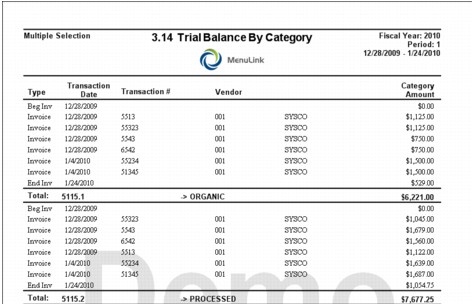 Multiple Selection 3.14 Trial Balance By Category Fiscal Year: 2010
Period: 1
MenuLink 12/28/2009 - 1/24/2010
Type Transaction Date Transaction # Vendor Category Amount
Beg Inv 12/28/2009 $0.00
Invoice 12/28/2009 5513 001 SYSCO $1,125.00
Invoice 12/28/2009 55323 001 SYSCO $1,125.00
Invoice 12/28/2009 5543 001 SYSCO $750.00
Invoice 12/28/2009 6542 001 SYSCO $750.00
Invoice 1/4/2010 55234 001 SYSCO $1,500.00
Invoice 1/4/2010 51345 001 SYSCO $1,500.00
End Inv 1/24/2010 $529.00
Total: 5115.1 -> ORGANIC $6,221.00
Beg Inv 12/28/2009 $0.00
Invoice 12/28/2009 55323 001 SYSCO $1,045.00
Invoice 12/28/2009 5543 001 SYSCO $1,679.00
Invoice 12/28/2009 6542 001 SYSCO $1,560.00
Invoice 12/28/2009 5513 001 SYSCO $1,122.00
Invoice 1/4/2010 55234 001 SYSCO $1,639.00
Invoice 1/4/2010 51345 001 SYSCO $1,687.00
End Inv 1/24/2010 $1,054.75
Total: 5115.2 -> PROCESSED $7,677.25
Demo